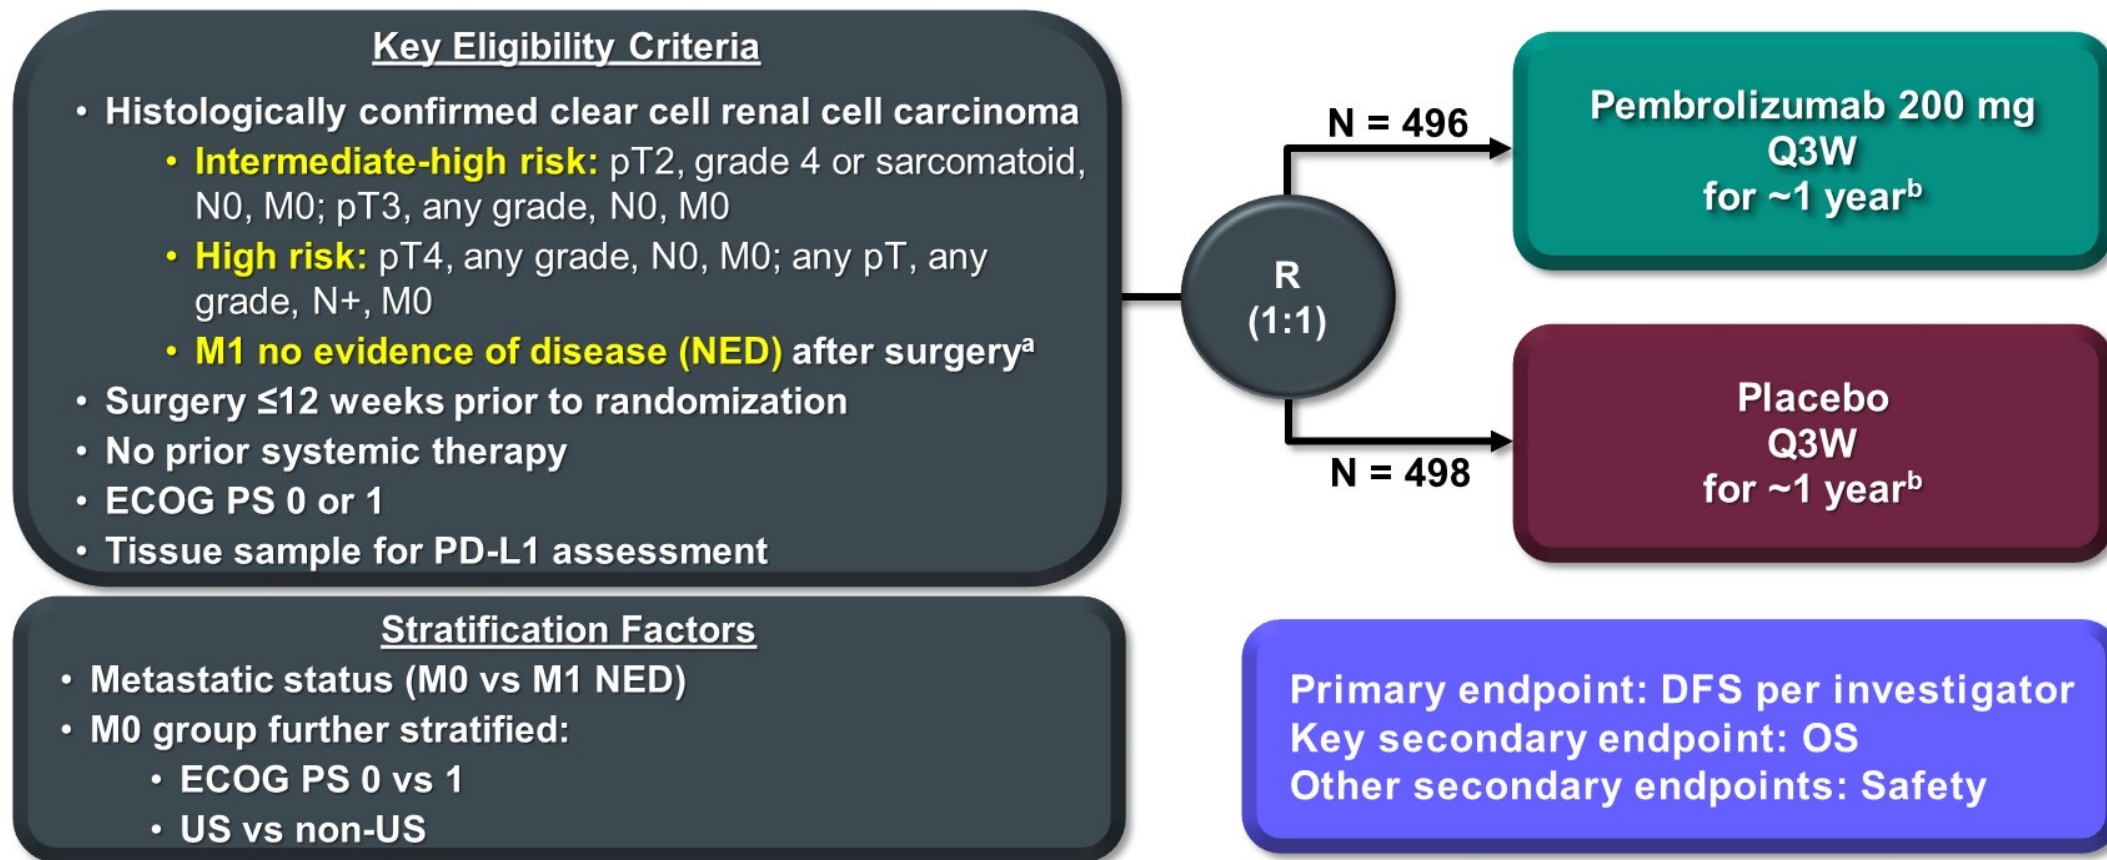 Key Eligibility Criteria
• Histologically confirmed clear cell renal cell carcinoma
• Intermediate-high risk: pT2, grade 4 or sarcomatoid,
N0, M0; pT3, any grade, N0, M0
• High risk: pT4, any grade, N0, M0; any pT, any
grade, N+, M0
• M1 no evidence of disease (NED) after surgeryᵃ
• Surgery ≤12 weeks prior to randomization
• No prior systemic therapy
• ECOG PS 0 or 1
• Tissue sample for PD-L1 assessment
Stratification Factors
• Metastatic status (M0 vs M1 NED)
• M0 group further stratified:
• ECOG PS 0 vs 1
• US vs non-US
R
(1:1)
N = 496
Pembrolizumab 200 mg
Q3W
for ~1 yearᵇ
N = 498
Placebo
Q3W
for ~1 yearᵇ
Primary endpoint: DFS per investigator
Key secondary endpoint: OS
Other secondary endpoints: Safety